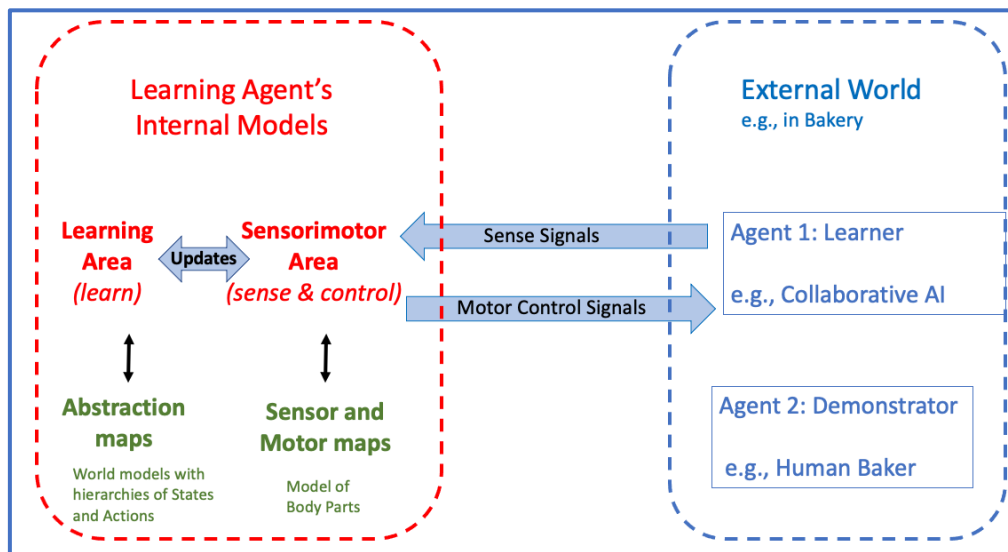 Learning Agent’s
Internal Models
External World
e.g., in Bakery
Learning
Area
(learn)
Updates
Sensorimotor
Area
(sense & control)
Sense Signals
Motor Control Signals
Agent 1: Learner
e.g., Collaborative AI
Abstraction
maps
World models with
hierarchies of States
and Actions
Sensor and
Motor maps
Model of
Body Parts
Agent 2: Demonstrator
e.g., Human Baker